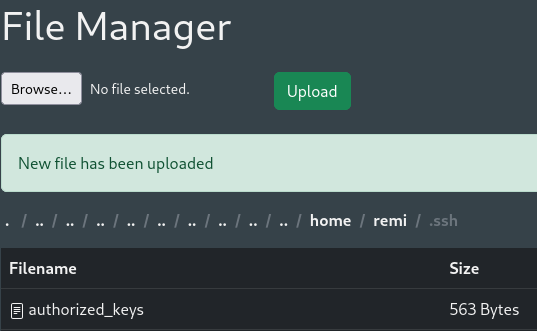 File Manager
Browse... No file selected. Upload
New file has been uploaded
. / .. / .. / .. / .. / .. / .. / .. / .. / .. / home / remi / .ssh
Filename Size
authorized_keys 563 Bytes